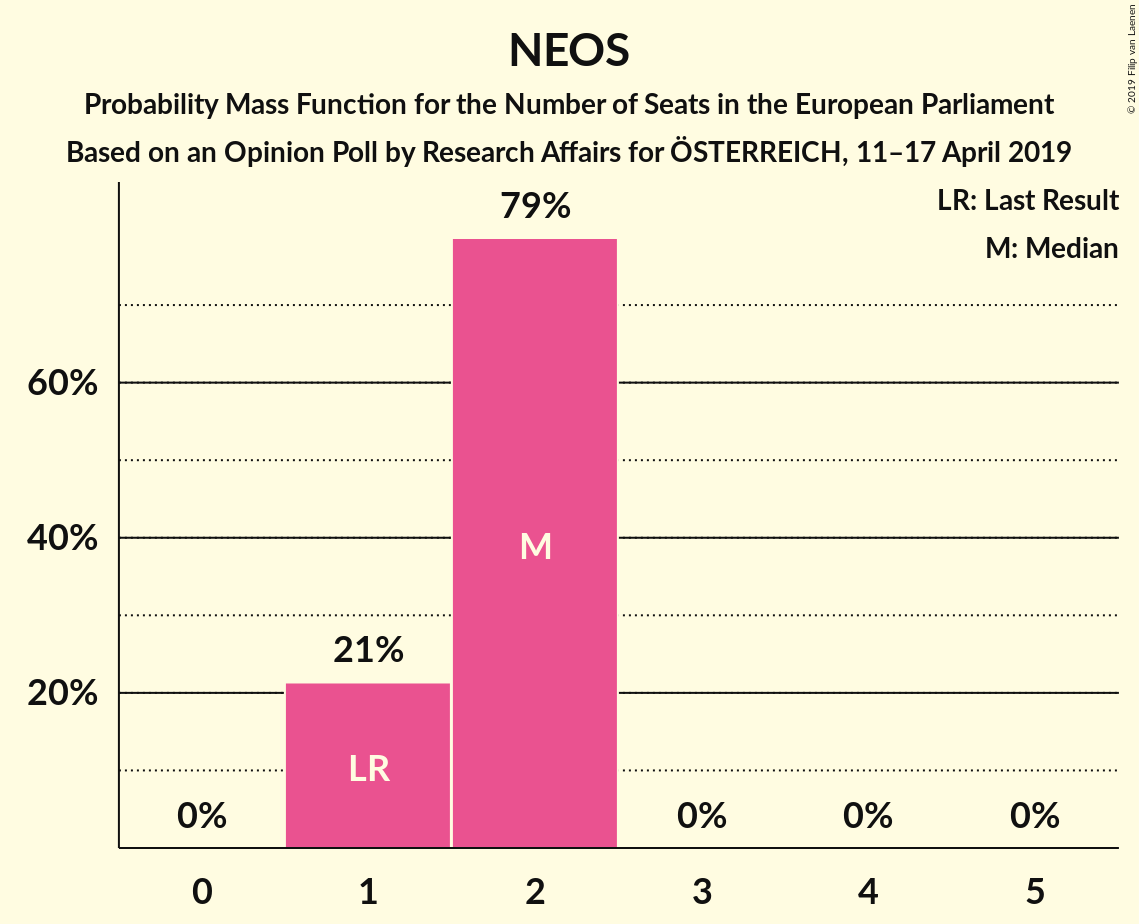 NEOS
Probability Mass Function for the Number of Seats in the European Parliament
Based on an Opinion Poll by Research Affairs for ÖSTERREICH, 11–17 April 2019
© 2019 Filip van Laenen
LR: Last Result
M: Median
79%
60%
40%
M
21%
20%
LR
0%
0%
0%
0%
0
1
2
3
4
5